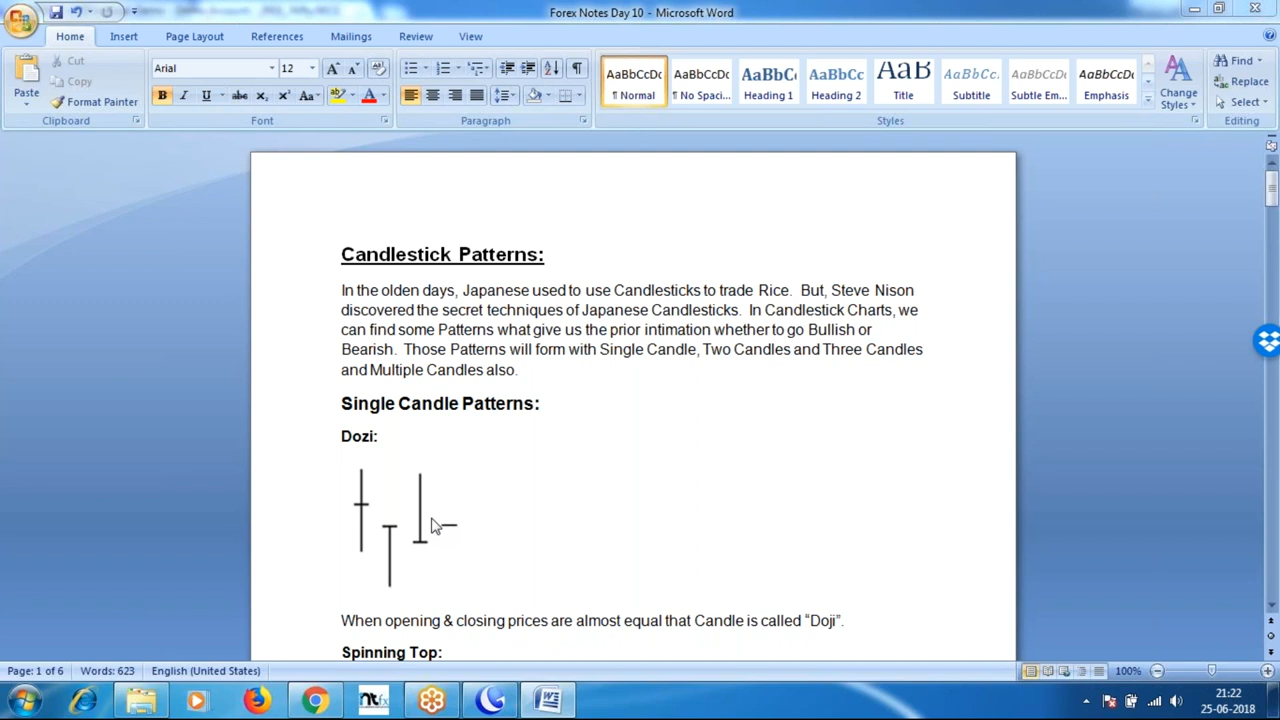 Forex Notes Day 10 - Microsoft Word
Home Insert Page Layout References Mailings Review View
Paste
Cut
Copy
Format Painter
Clipboard
Arial 12
Font
Paragraph
AaBbCcDc AaBbCcDc AaBbC AaBbCc AaB AaBbCc. AaBbCcDc AaBbCcDc
¶ Normal ¶ No Spaci... Heading 1 Heading 2 Title Subtitle Subtle Em... Emphasis
Change Styles
Styles
Find
Replace
Select
Editing
Candlestick Patterns:
In the olden days, Japanese used to use Candlesticks to trade Rice. But, Steve Nison
discovered the secret techniques of Japanese Candlesticks. In Candlestick Charts, we
can find some Patterns what give us the prior intimation whether to go Bullish or
Bearish. Those Patterns will form with Single Candle, Two Candles and Three Candles
and Multiple Candles also.
Single Candle Patterns:
Dozi:
When opening & closing prices are almost equal that Candle is called “Doji”.
Spinning Top:
Page: 1 of 6 Words: 623 English (United States) 100%
ntfx
21:22
25-06-2018